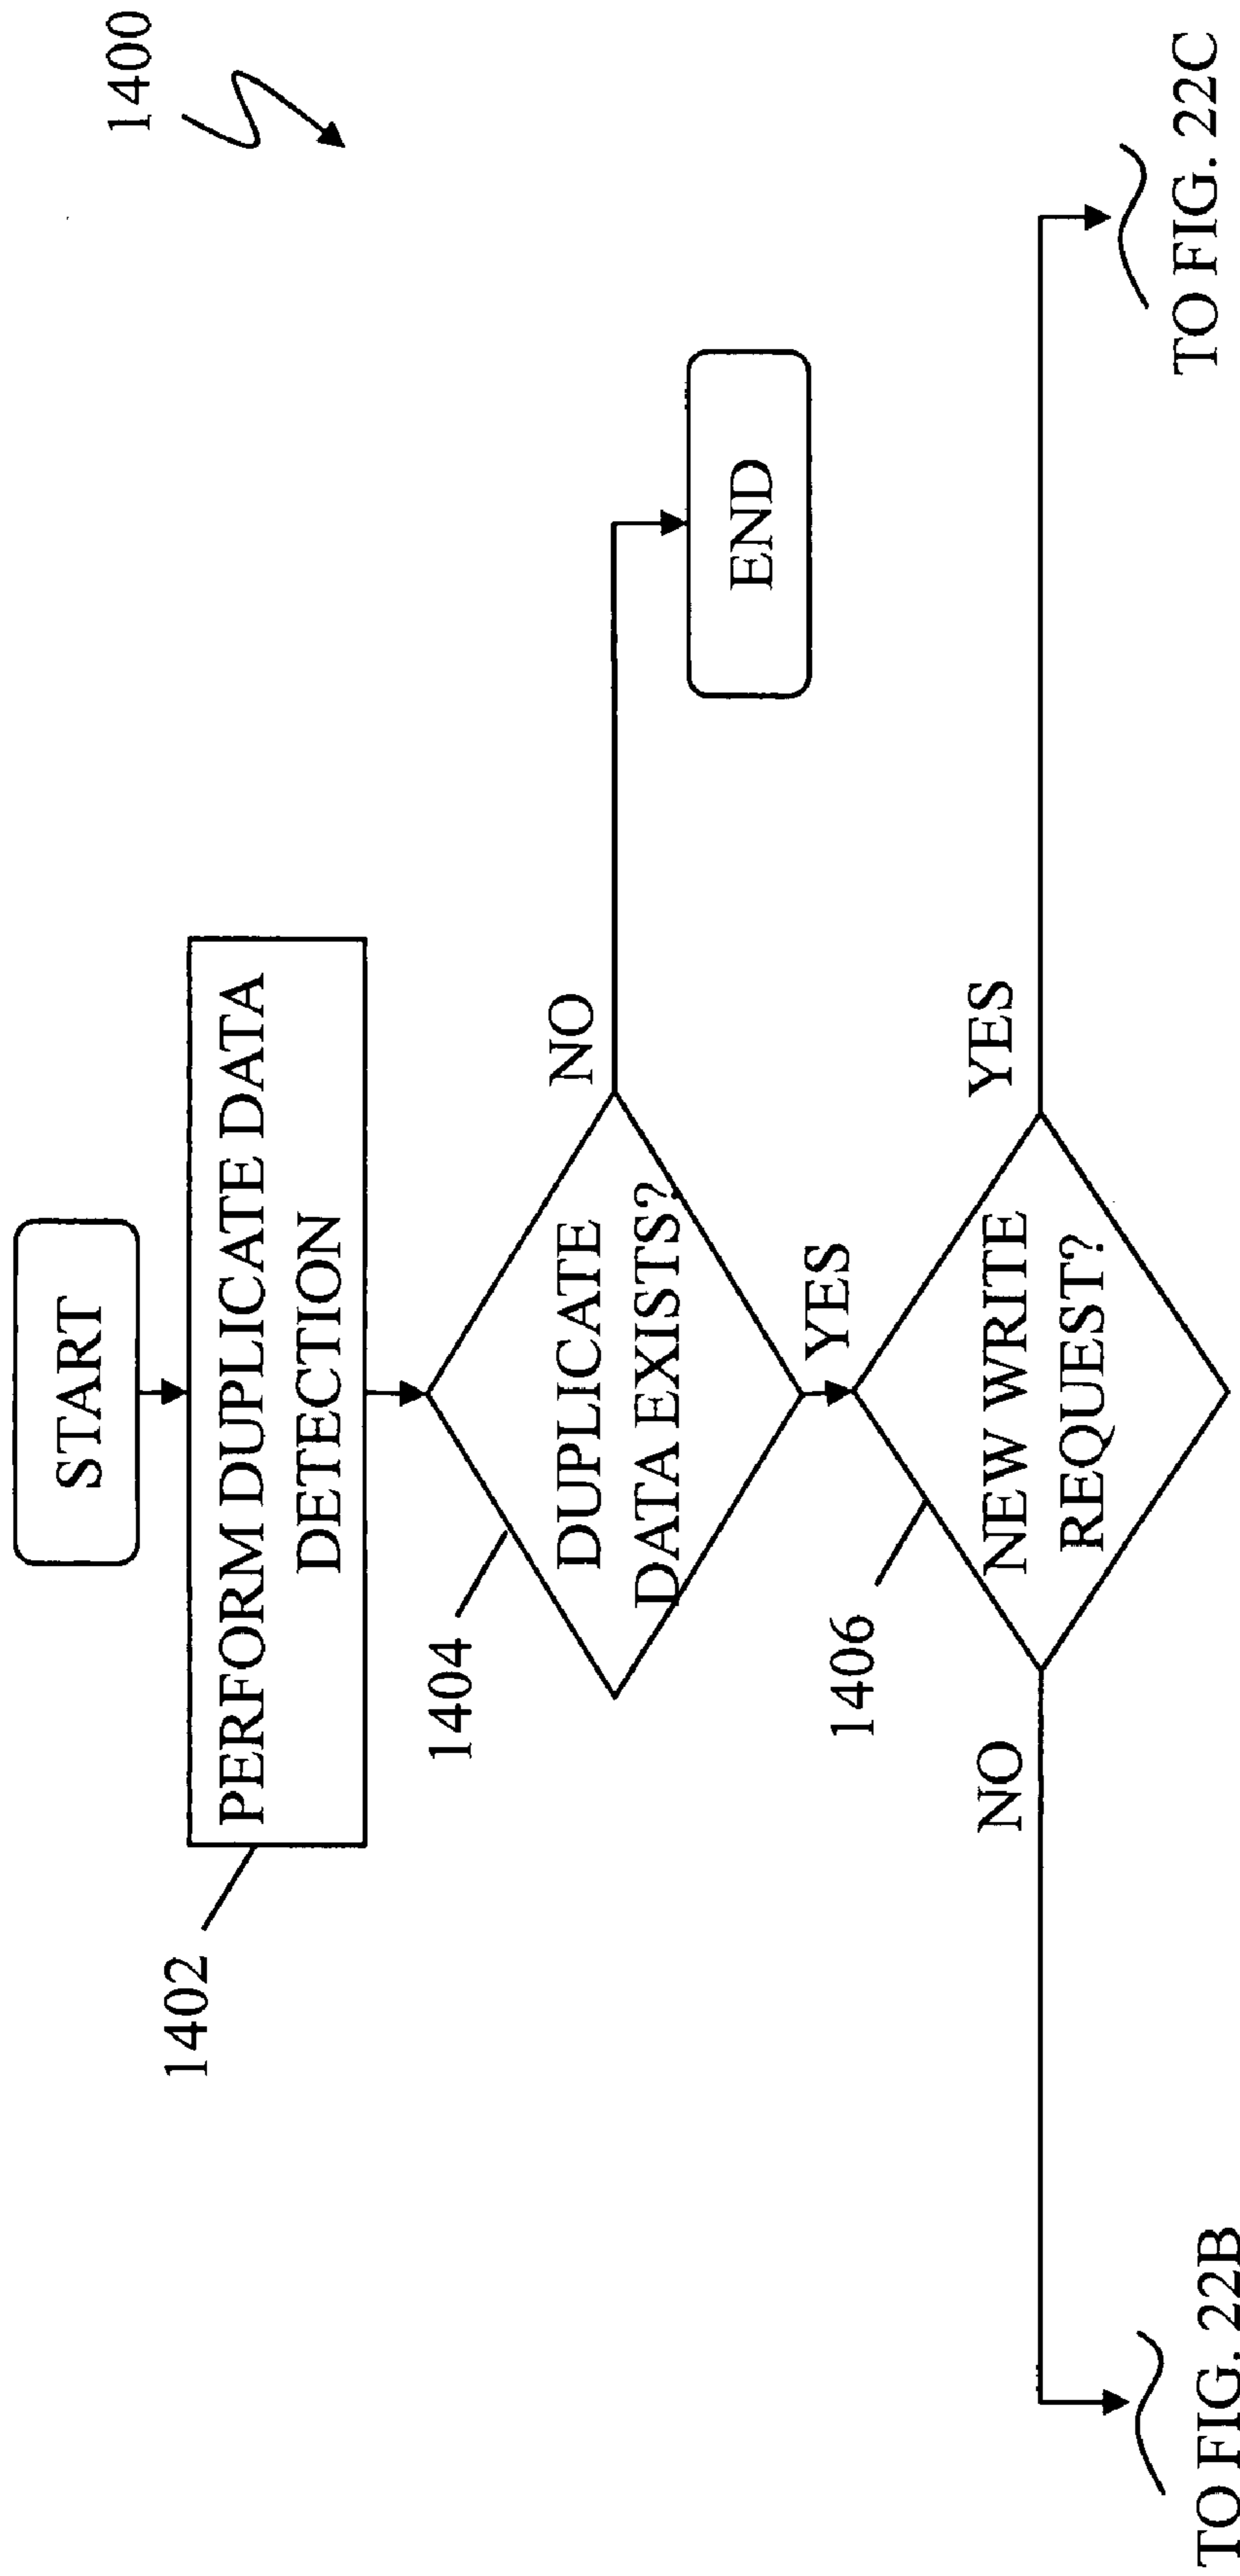 1400
START
1402
PERFORM DUPLICATE DATA
DETECTION
1404
DUPLICATE
DATA EXISTS?
NO
END
YES
1406
NEW WRITE
REQUEST?
NO
YES
TO FIG. 22B
TO FIG. 22C